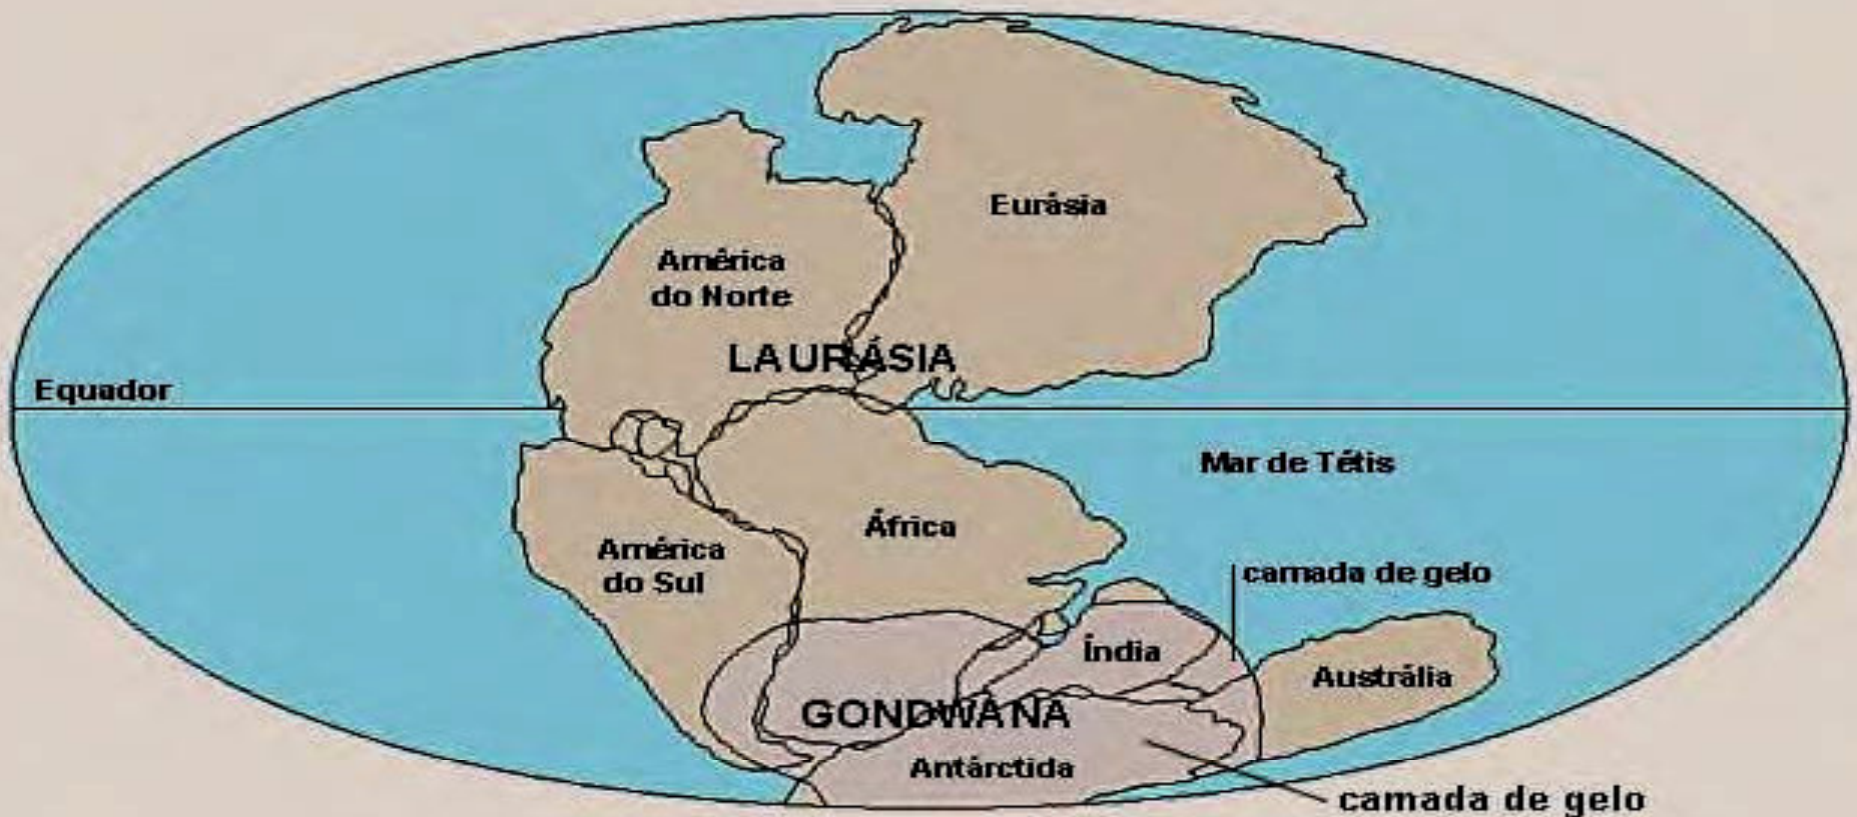 Eurásia
América
do Norte
LAURÁSIA
Equador
Mar de Tétis
África
América
do Sul
camada de gelo
Índia
Austrália
GONDWANA
Antárctida
camada de gelo